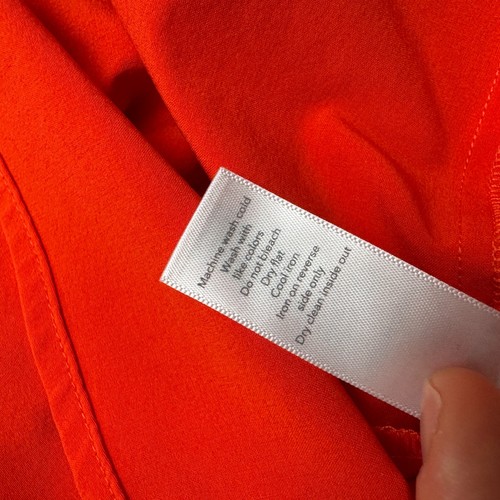 Machine wash cold
Wash with
like colors
Do not bleach
Dry flat
Cool iron
Iron on reverse
side only
Dry clean inside out